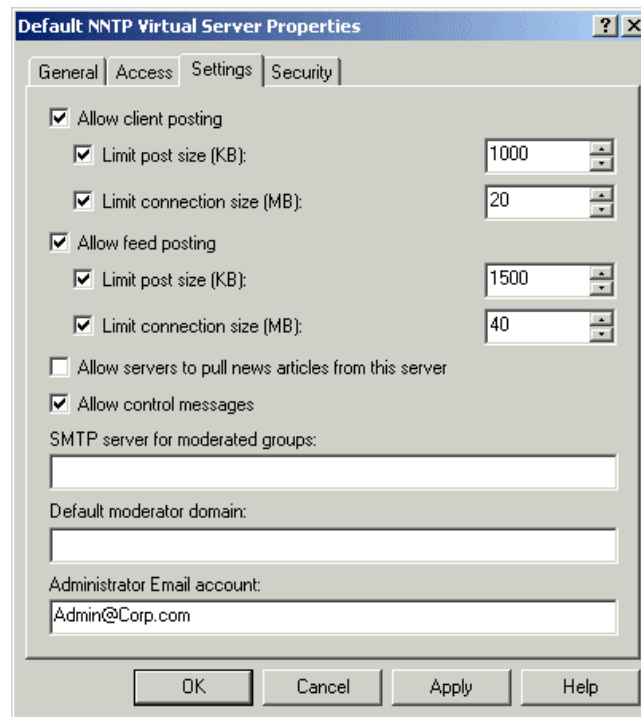 Default NNTP Virtual Server Properties
General Access Settings Security
Allow client posting
Limit post size (KB): 1000
Limit connection size (MB): 20
Allow feed posting
Limit post size (KB): 1500
Limit connection size (MB): 40
Allow servers to pull news articles from this server
Allow control messages
SMTP server for moderated groups:
Default moderator domain:
Administrator Email account:
Admin@Corp.com
OK Cancel Apply Help